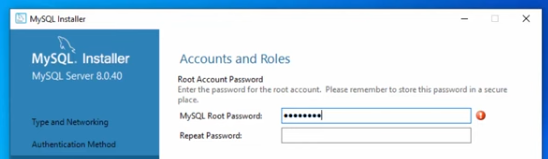 MySQL Installer
MySQL. Installer
MySQL Server 8.0.40
Type and Networking
Authentication Method
Accounts and Roles
Root Account Password
Enter the password for the root account. Please remember to store this password in a secure
place.
MySQL Root Password: ●●●●●●●●
Repeat Password: